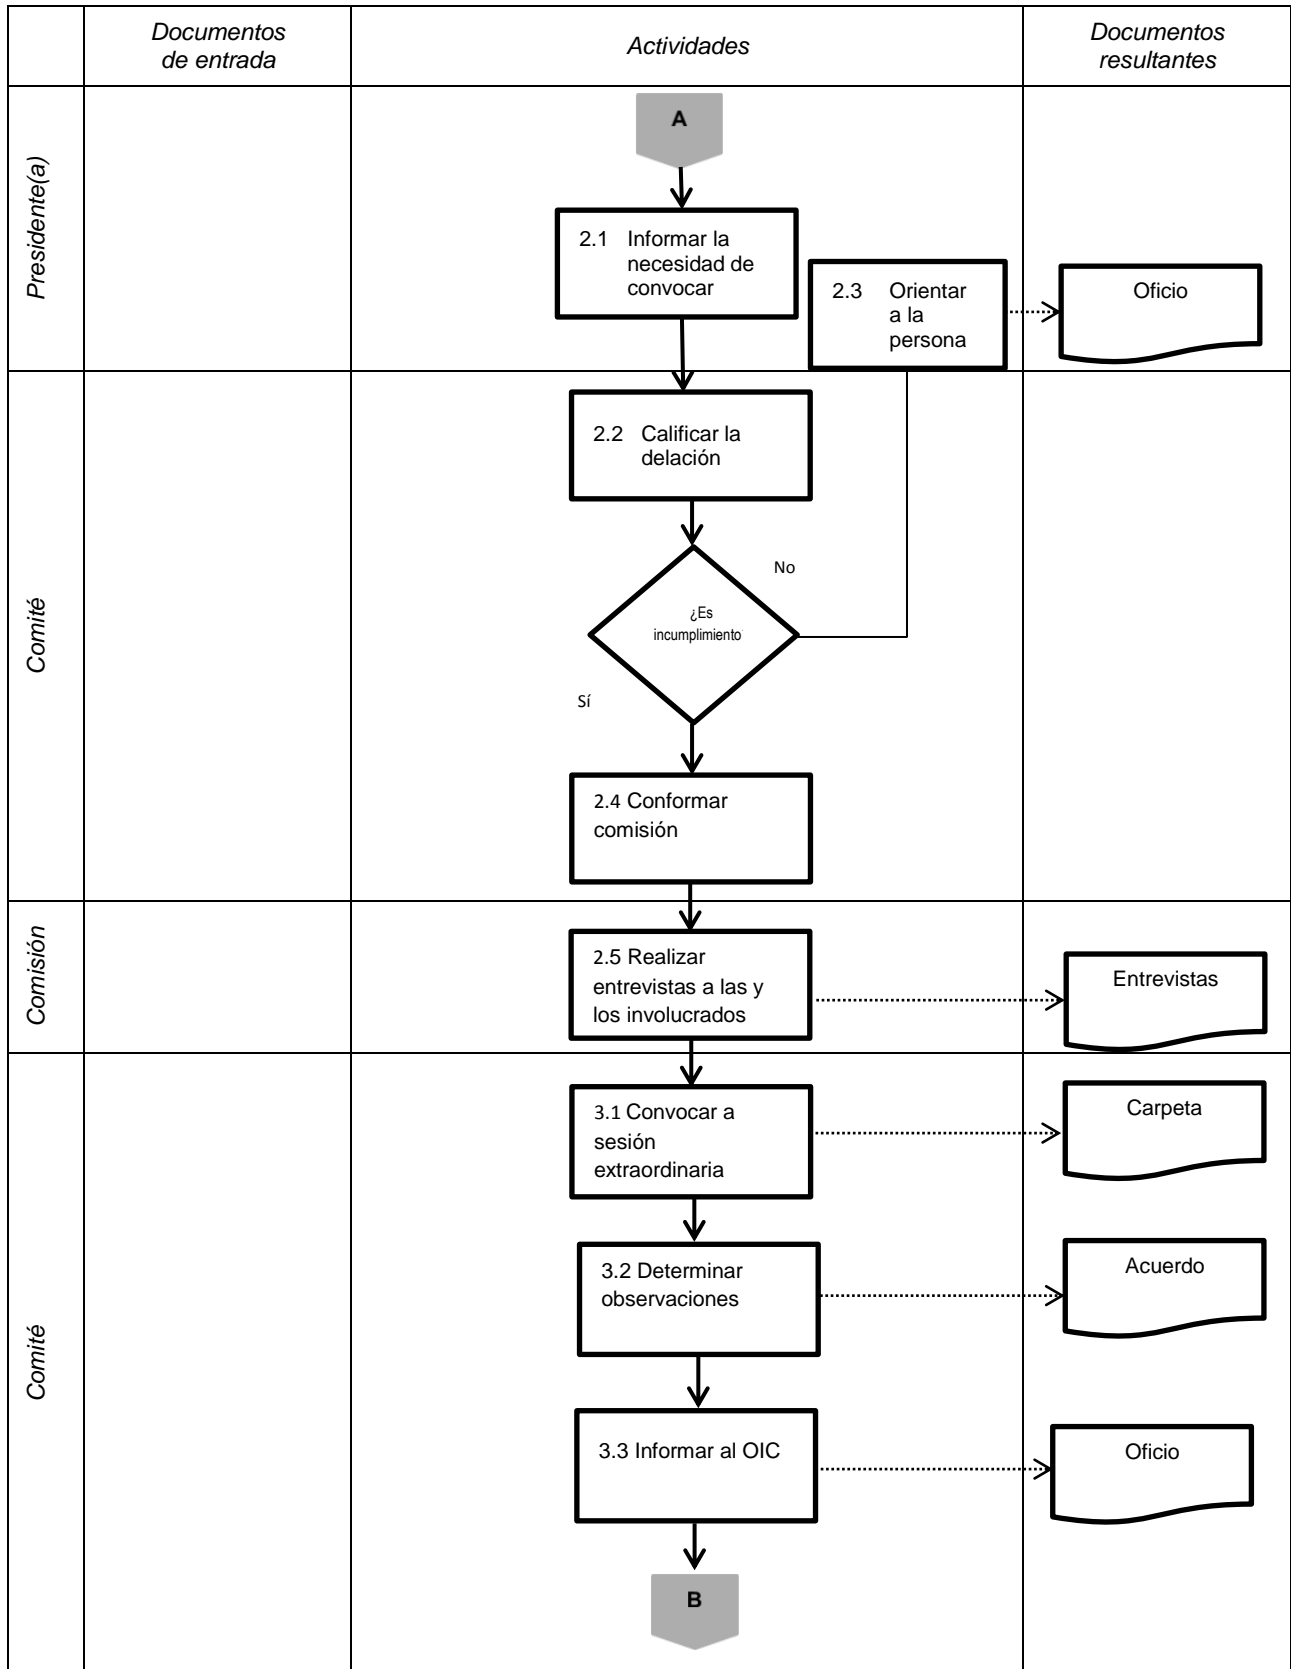 Documentos
de entrada
Actividades
Documentos
resultantes
Presidente(a)
A
2.1 Informar la
necesidad de
convocar
2.3 Orientar
a la
persona
Oficio
Comité
2.2 Calificar la
delación
No
¿Es
incumplimiento
Sí
2.4 Conformar
comisión
Comisión
2.5 Realizar
entrevistas a las y
los involucrados
Entrevistas
Comité
3.1 Convocar a
sesión
extraordinaria
Carpeta
3.2 Determinar
observaciones
Acuerdo
3.3 Informar al OIC
Oficio
B